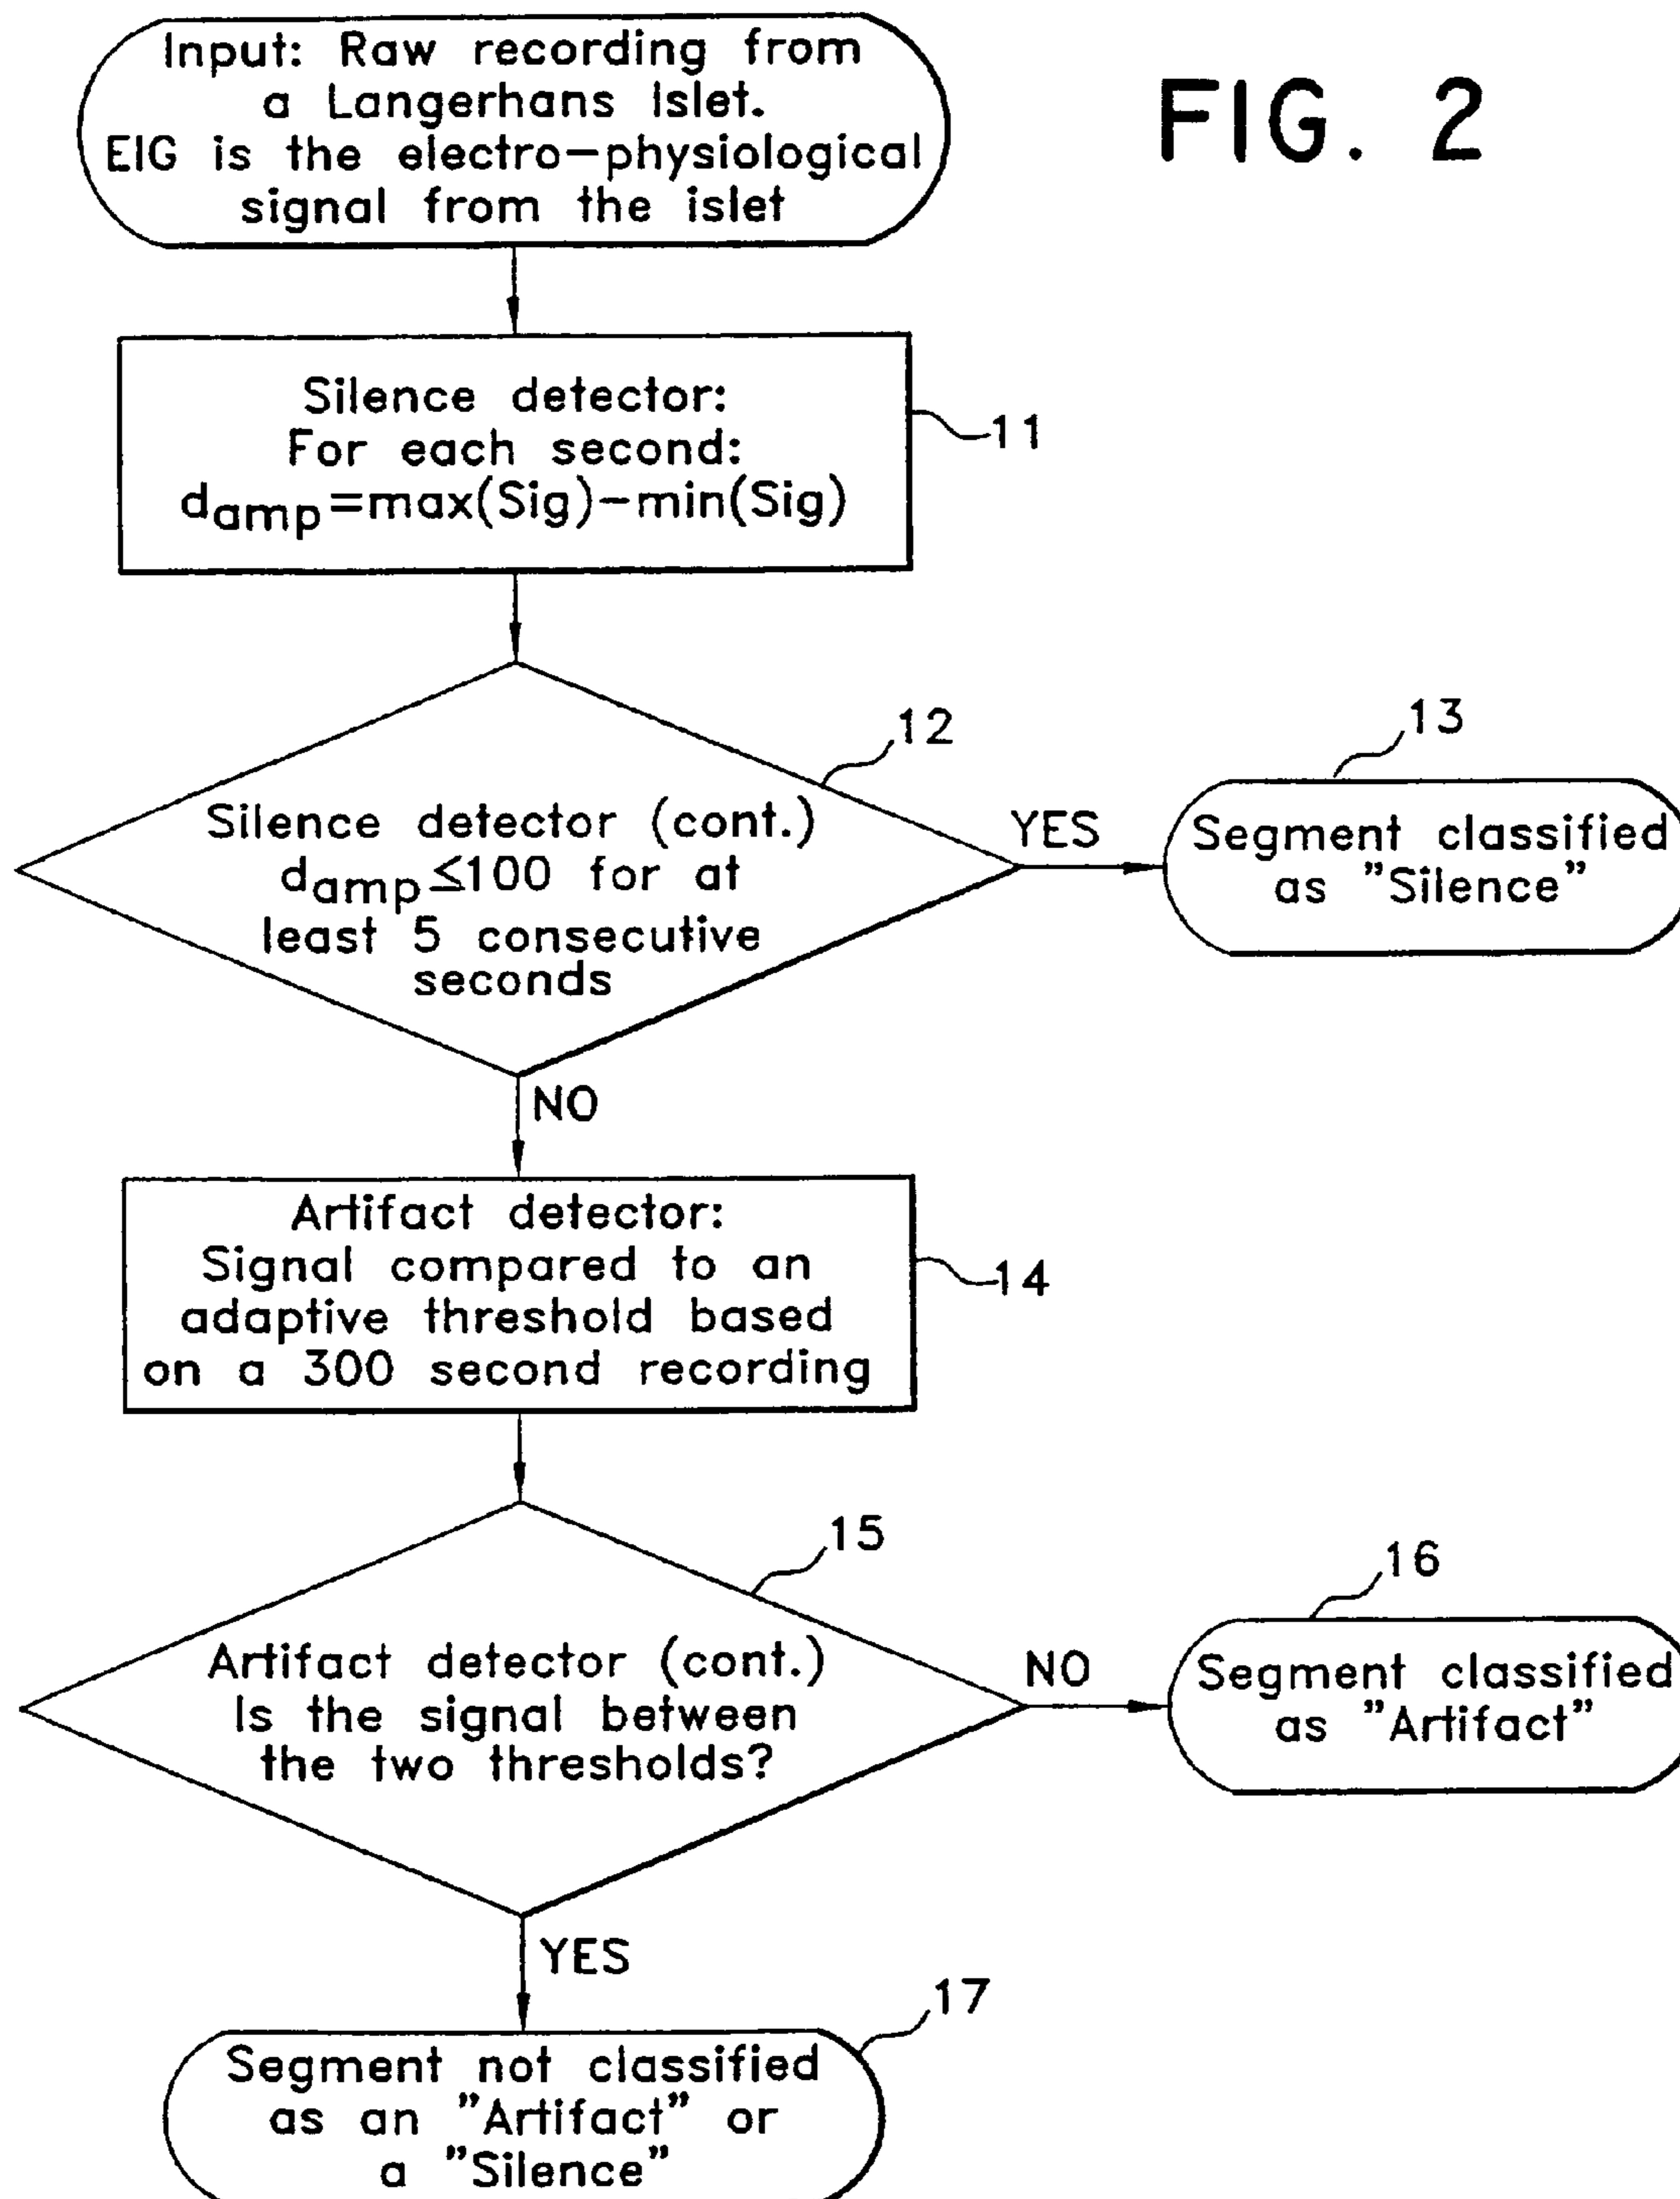 FIG. 2
Input: Raw recording from
a Langerhans Islet.
EIG is the electro-physiological
signal from the islet
Silence detector:
For each second:
damp=max(Sig)-min(Sig)
11
12
Silence detector (cont.)
damp≤100 for at
least 5 consecutive
seconds
YES
13
Segment classified
as "Silence"
NO
Artifact detector:
Signal compared to an
adaptive threshold based
on a 300 second recording
14
15
Artifact detector (cont.)
Is the signal between
the two thresholds?
NO
16
Segment classified
as "Artifact"
YES
17
Segment not classified
as an "Artifact" or
a "Silence"